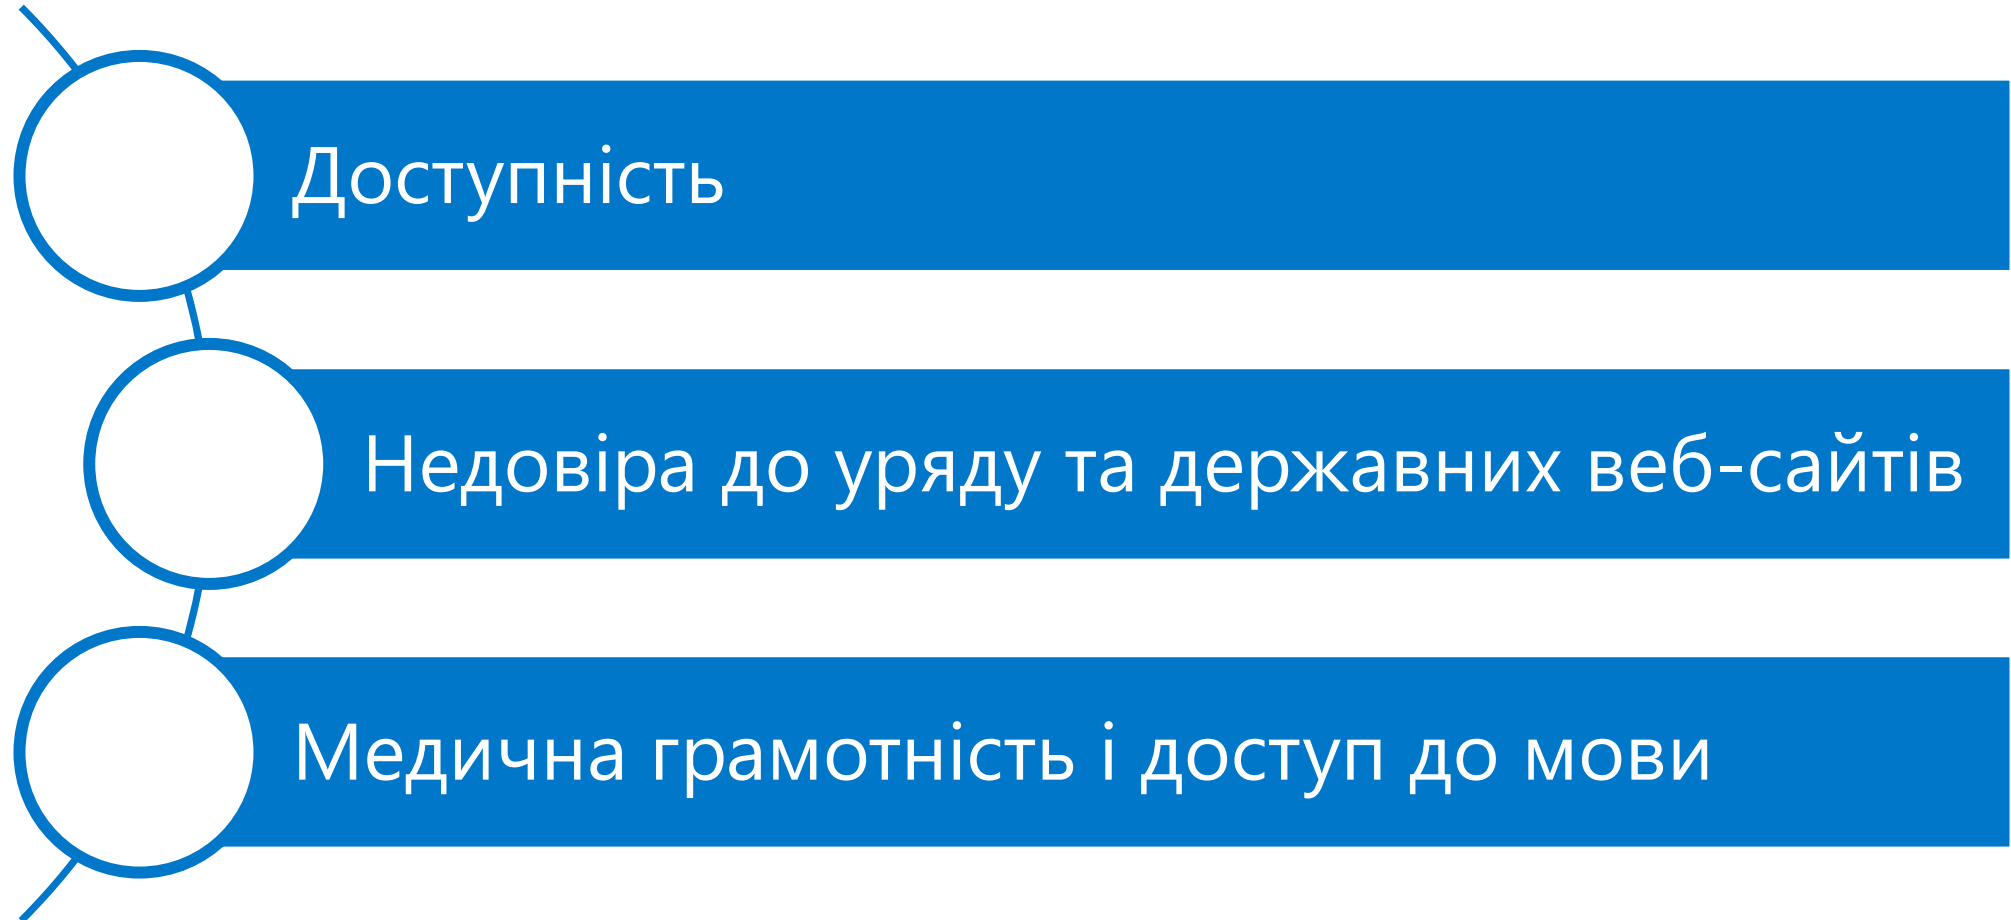 Доступність
Недовіра до уряду та державних веб-сайтів
Медична грамотність і доступ до мови